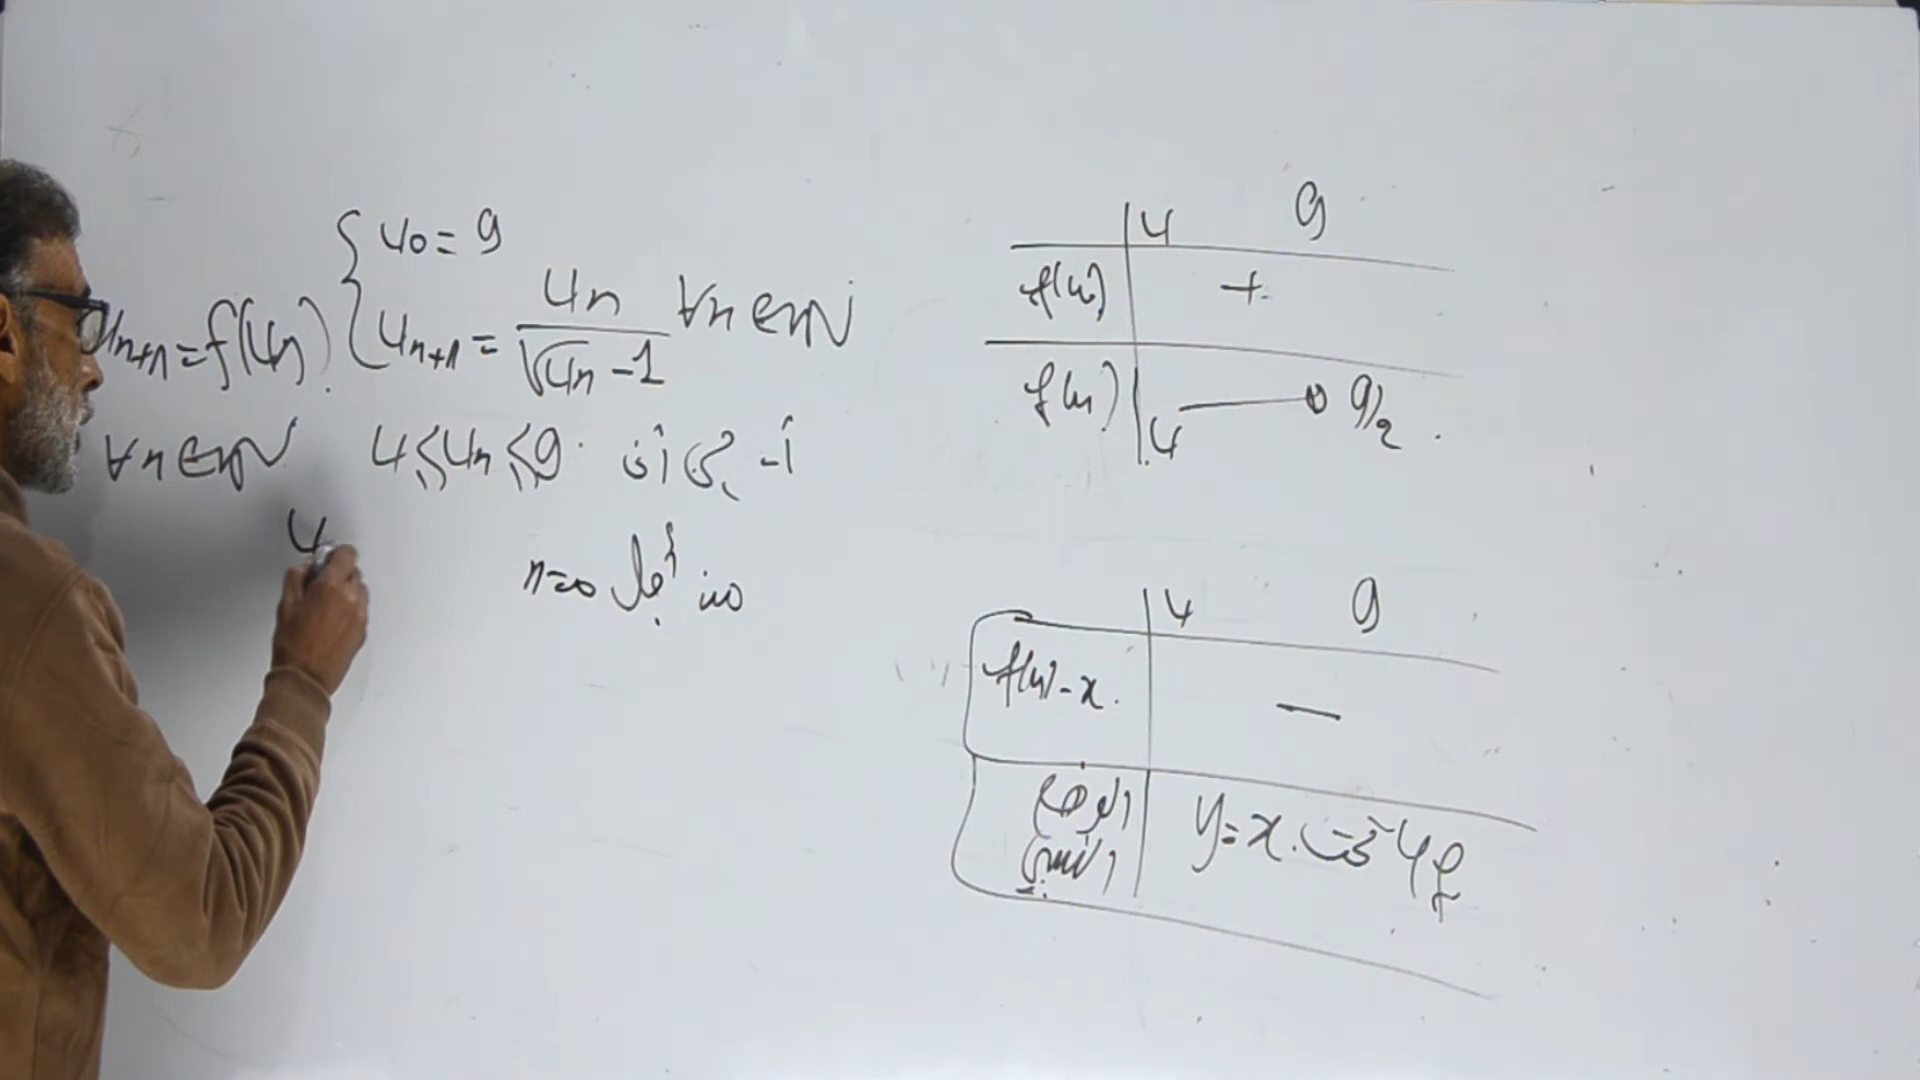 u₀ = 9
uₙ₊₁ = f(uₙ)
uₙ₊₁ = uₙ / (√uₙ - 1) ∀n∈ℕ
أ- بين أن 4 ≤ uₙ ≤ 9 ∀n∈ℕ
من أجل n=0
4
4 9
f'(x) +
f(x) 4 9/2
4 9
f(x)-x —
الوضع النسبي
y=x تحت